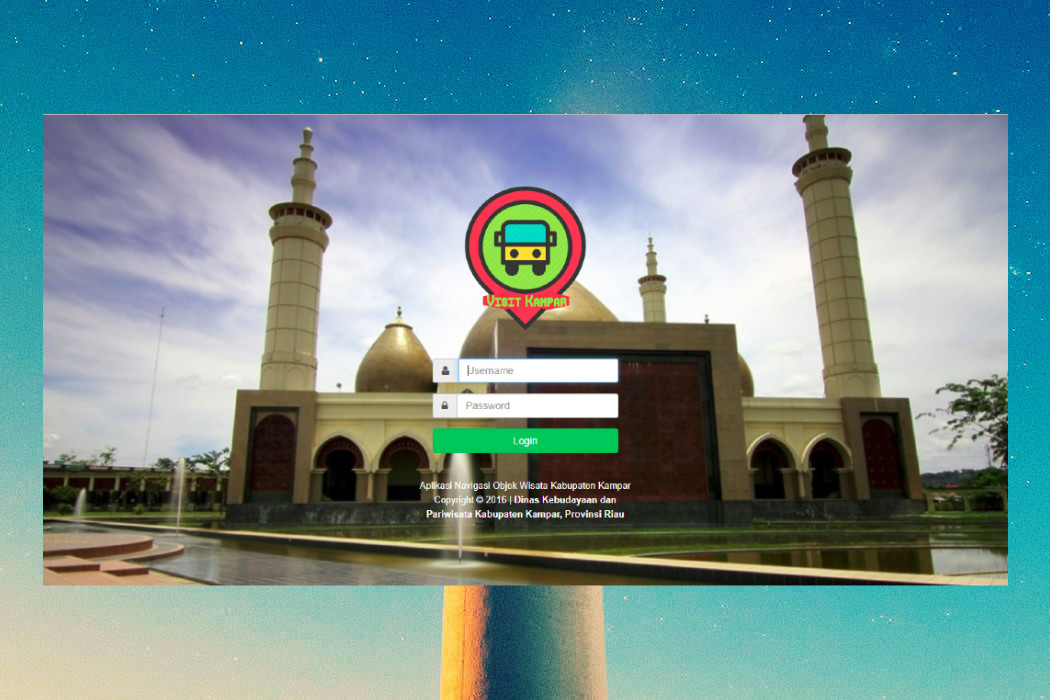 Visit Kampar
Username
Password
Login
Aplikasi Navigasi Objek Wisata Kabupaten Kampar
Copyright © 2016 | Dinas Kebudayaan dan
Pariwisata Kabupaten Kampar, Provinsi Riau